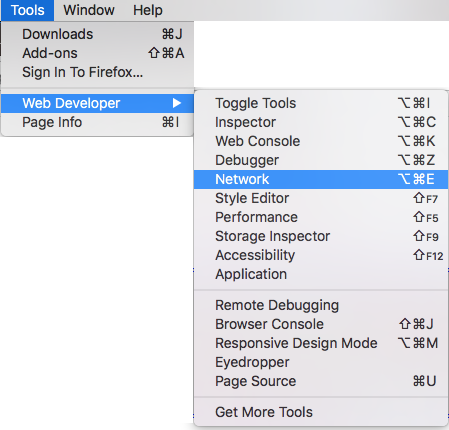 Tools Window Help
Downloads ⌘J
Add-ons ⇧⌘A
Sign In To Firefox...
Web Developer ▶
Page Info ⌘I
Toggle Tools ⌥⌘I
Inspector ⌥⌘C
Web Console ⌥⌘K
Debugger ⌥⌘Z
Network ⌥⌘E
Style Editor ⇧F7
Performance ⇧F5
Storage Inspector ⇧F9
Accessibility ⇧F12
Application
Remote Debugging
Browser Console ⇧⌘J
Responsive Design Mode ⌥⌘M
Eyedropper
Page Source ⌘U
Get More Tools